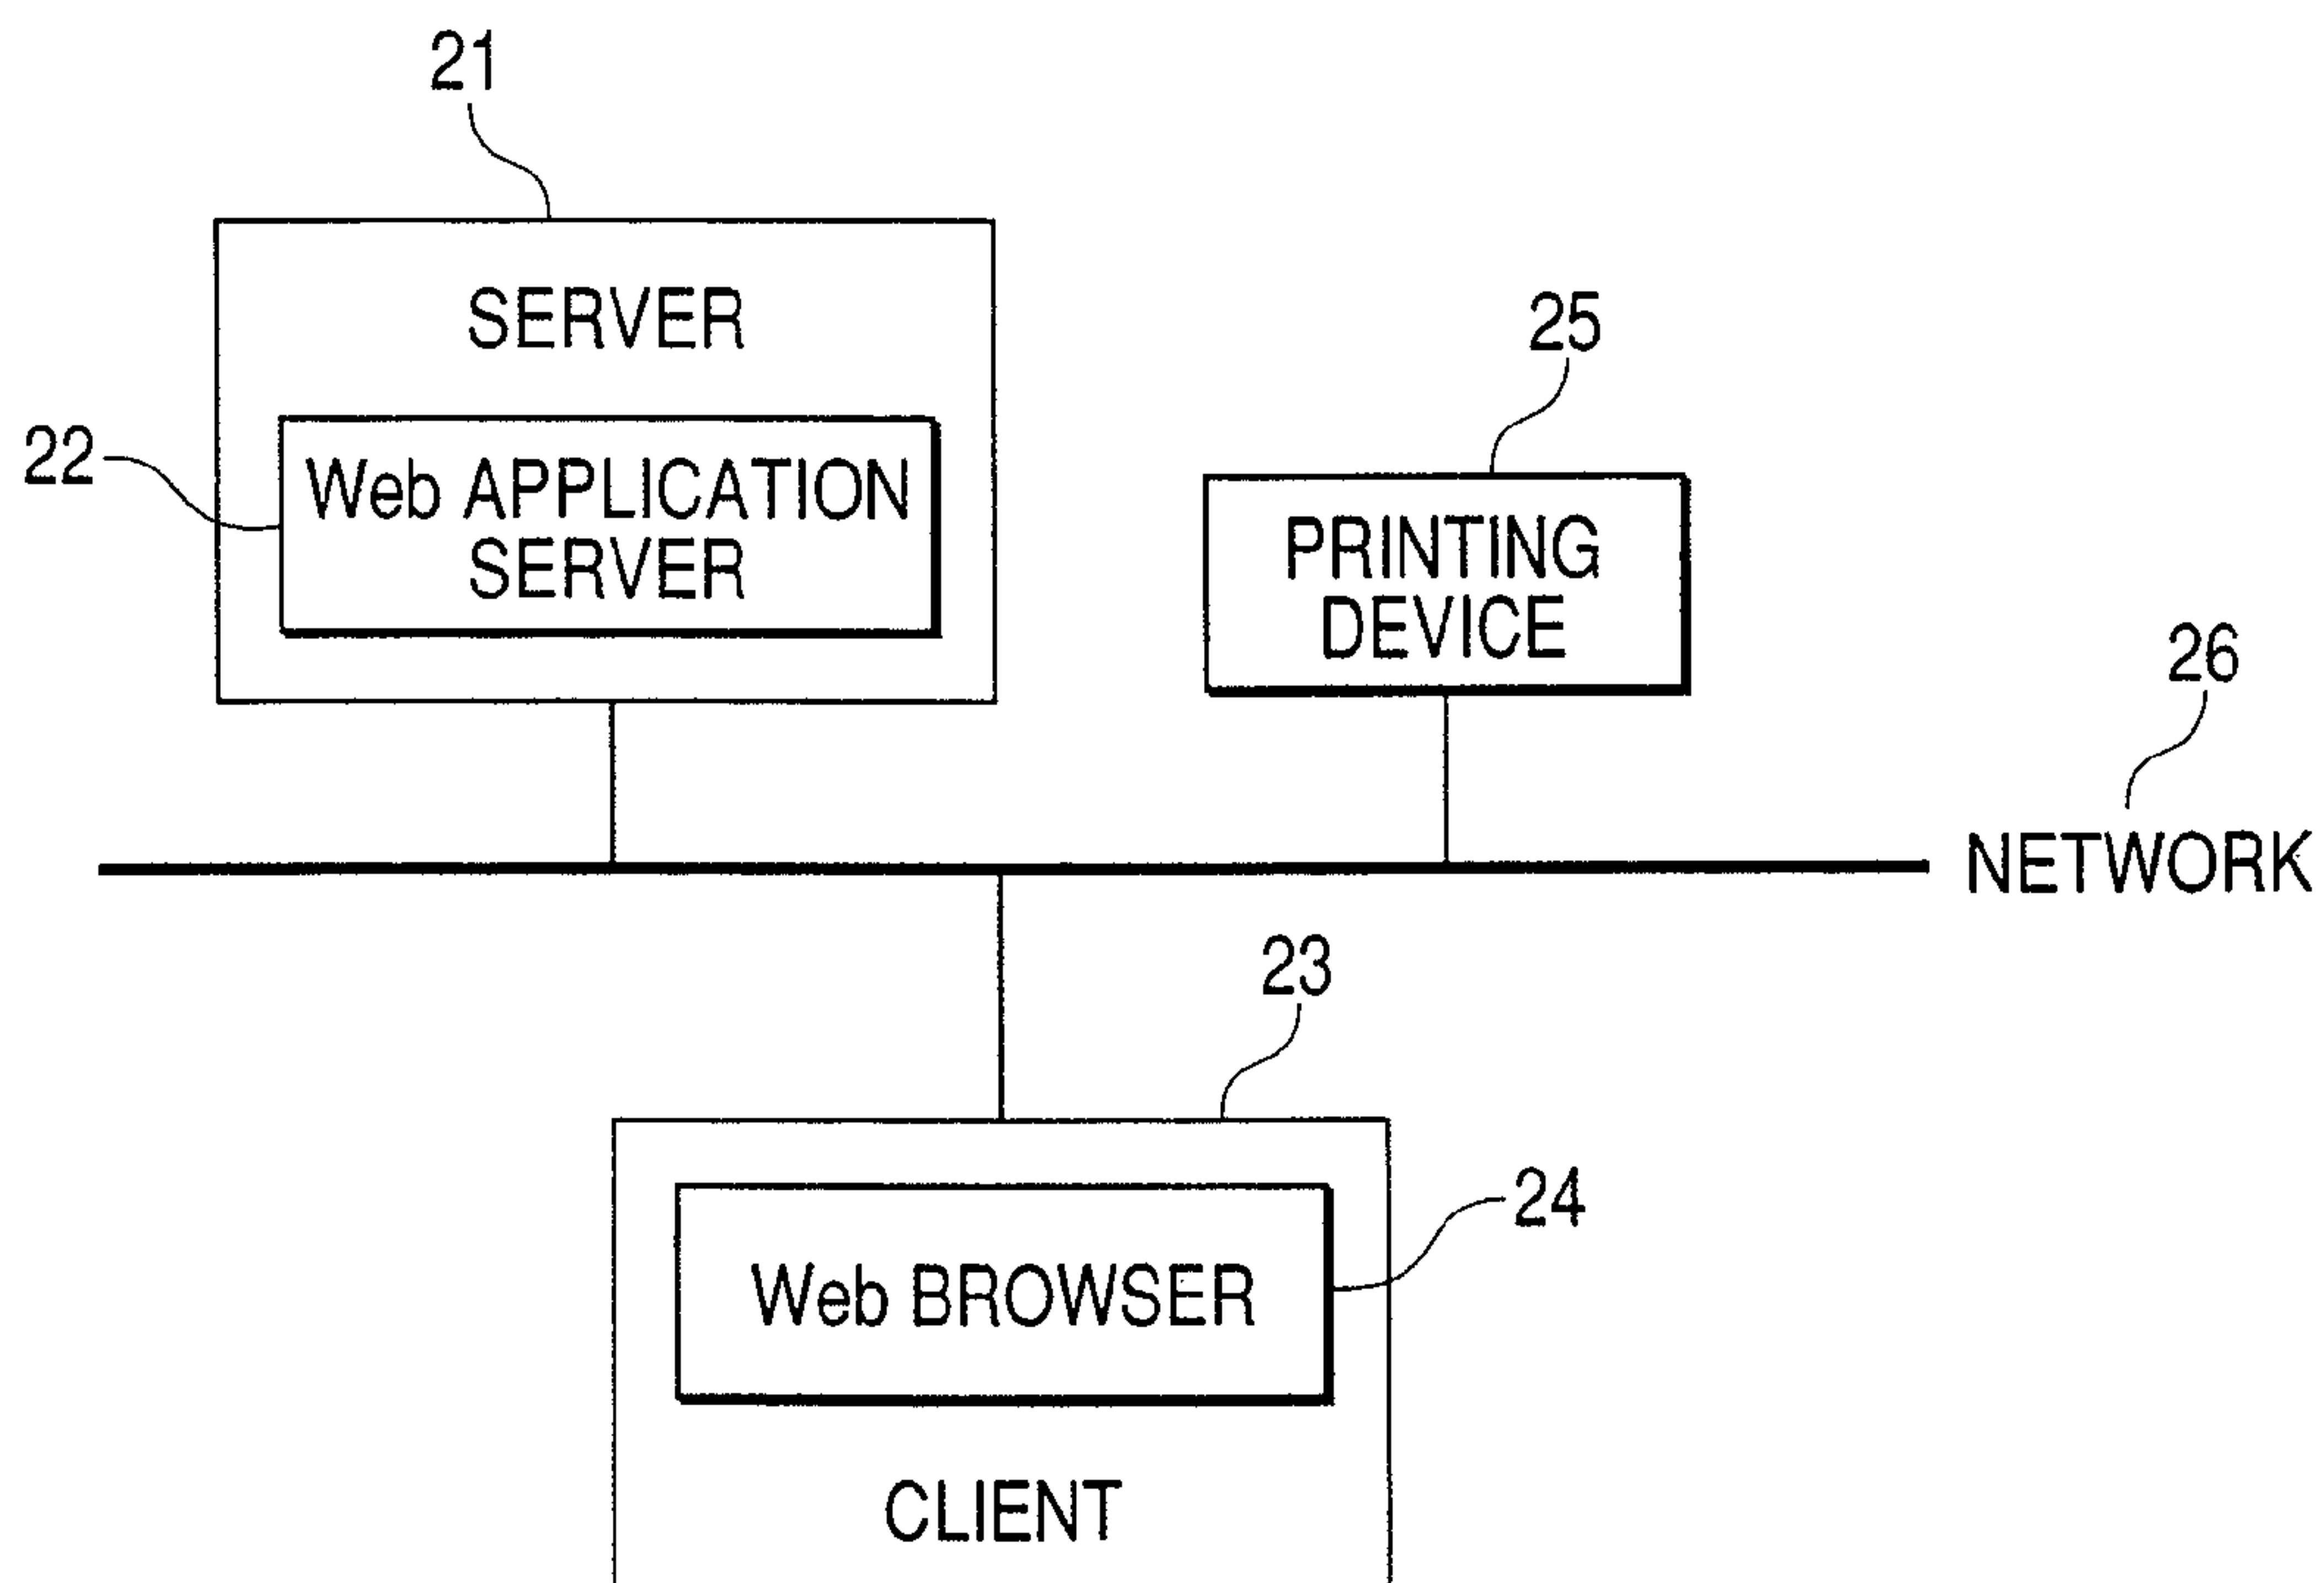 21
SERVER
25
22
Web APPLICATION
SERVER
PRINTING
DEVICE
26
NETWORK
23
24
Web BROWSER
CLIENT